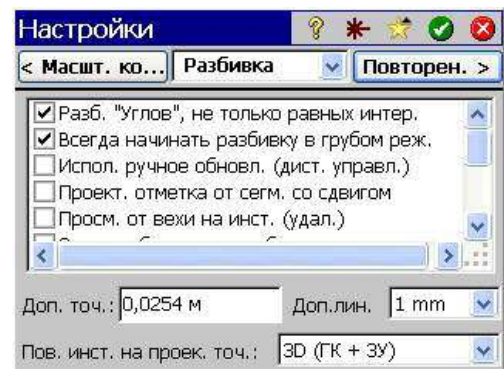 Настройки
< Масшт. ко... Разбивка Повторен. >
Разб. "Углов", не только равных интер.
Всегда начинать разбивку в грубом реж.
Испол. ручное обновл. (дист. управл.)
Проект. отметка от сегм. со сдвигом
Просм. от вехи на инст. (удал.)
Доп. точ.: 0,0254 м Доп.лин. 1 mm
Пов. инст. на проек. точ.: 3D (ГК + ЗУ)